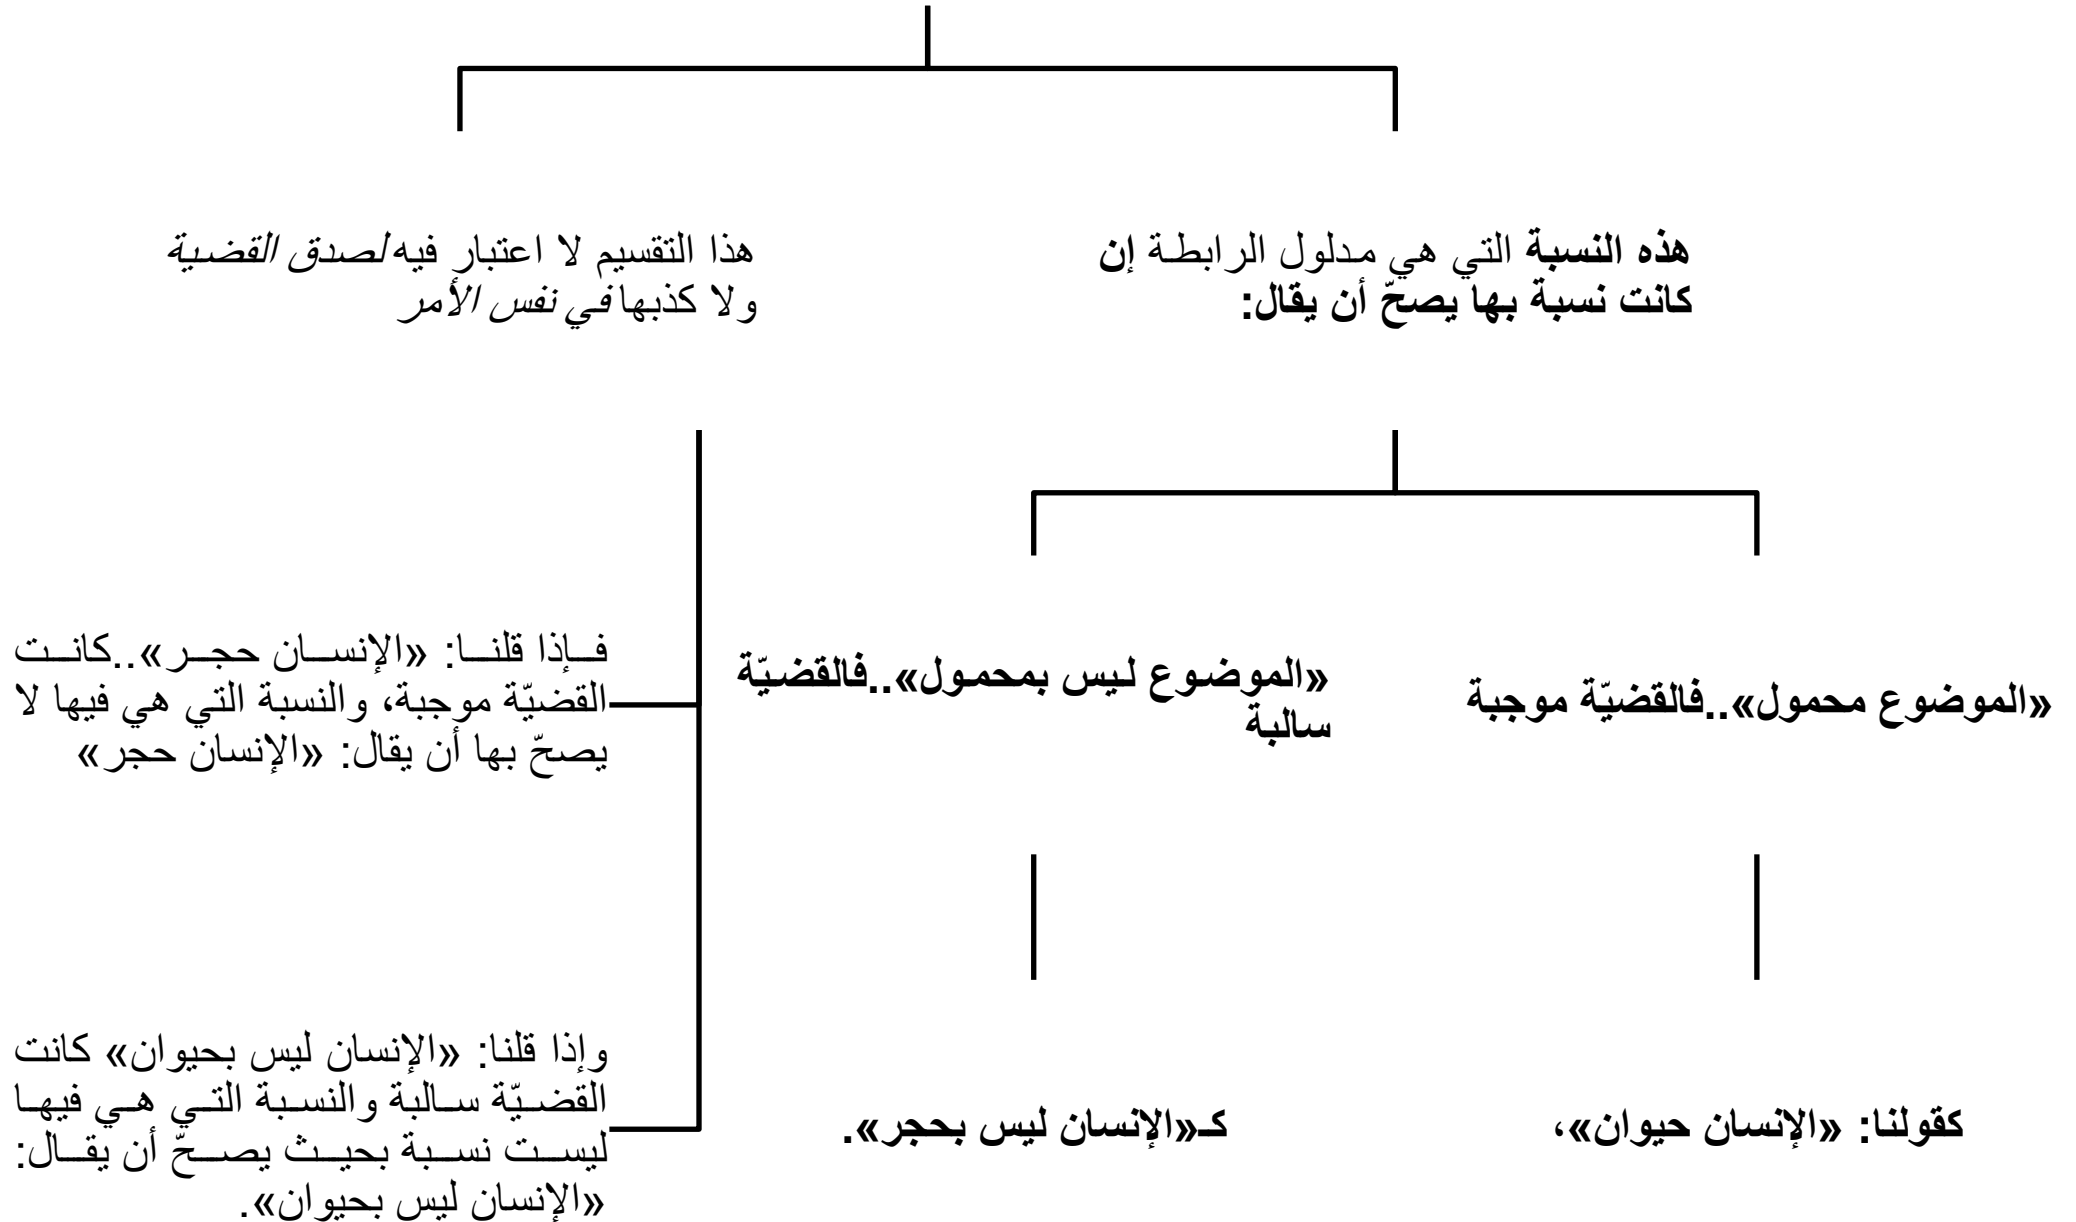 هذه النسبة التي هي مدلول الرابطة إن
كانت نسبة بها يصحّ أن يقال:
هذا التقسيم لا اعتبار فيه لصدق القضية
ولا كذبها في نفس الأمر
«الموضوع محمول»..فالقضيّة موجبة
«الموضوع ليس بمحمول»..فالقضيّة
سالبة
فإذا قلنا: «الإنسان حجر»..كانت
القضيّة موجبة، والنسبة التي هي فيها لا
يصحّ بها أن يقال: «الإنسان حجر»
كقولنا: «الإنسان حيوان»،
كـ«الإنسان ليس بحجر».
وإذا قلنا: «الإنسان ليس بحيوان» كانت
القضيّة سالبة والنسبة التي هي فيها
ليست نسبة بحيث يصحّ أن يقال:
«الإنسان ليس بحيوان».